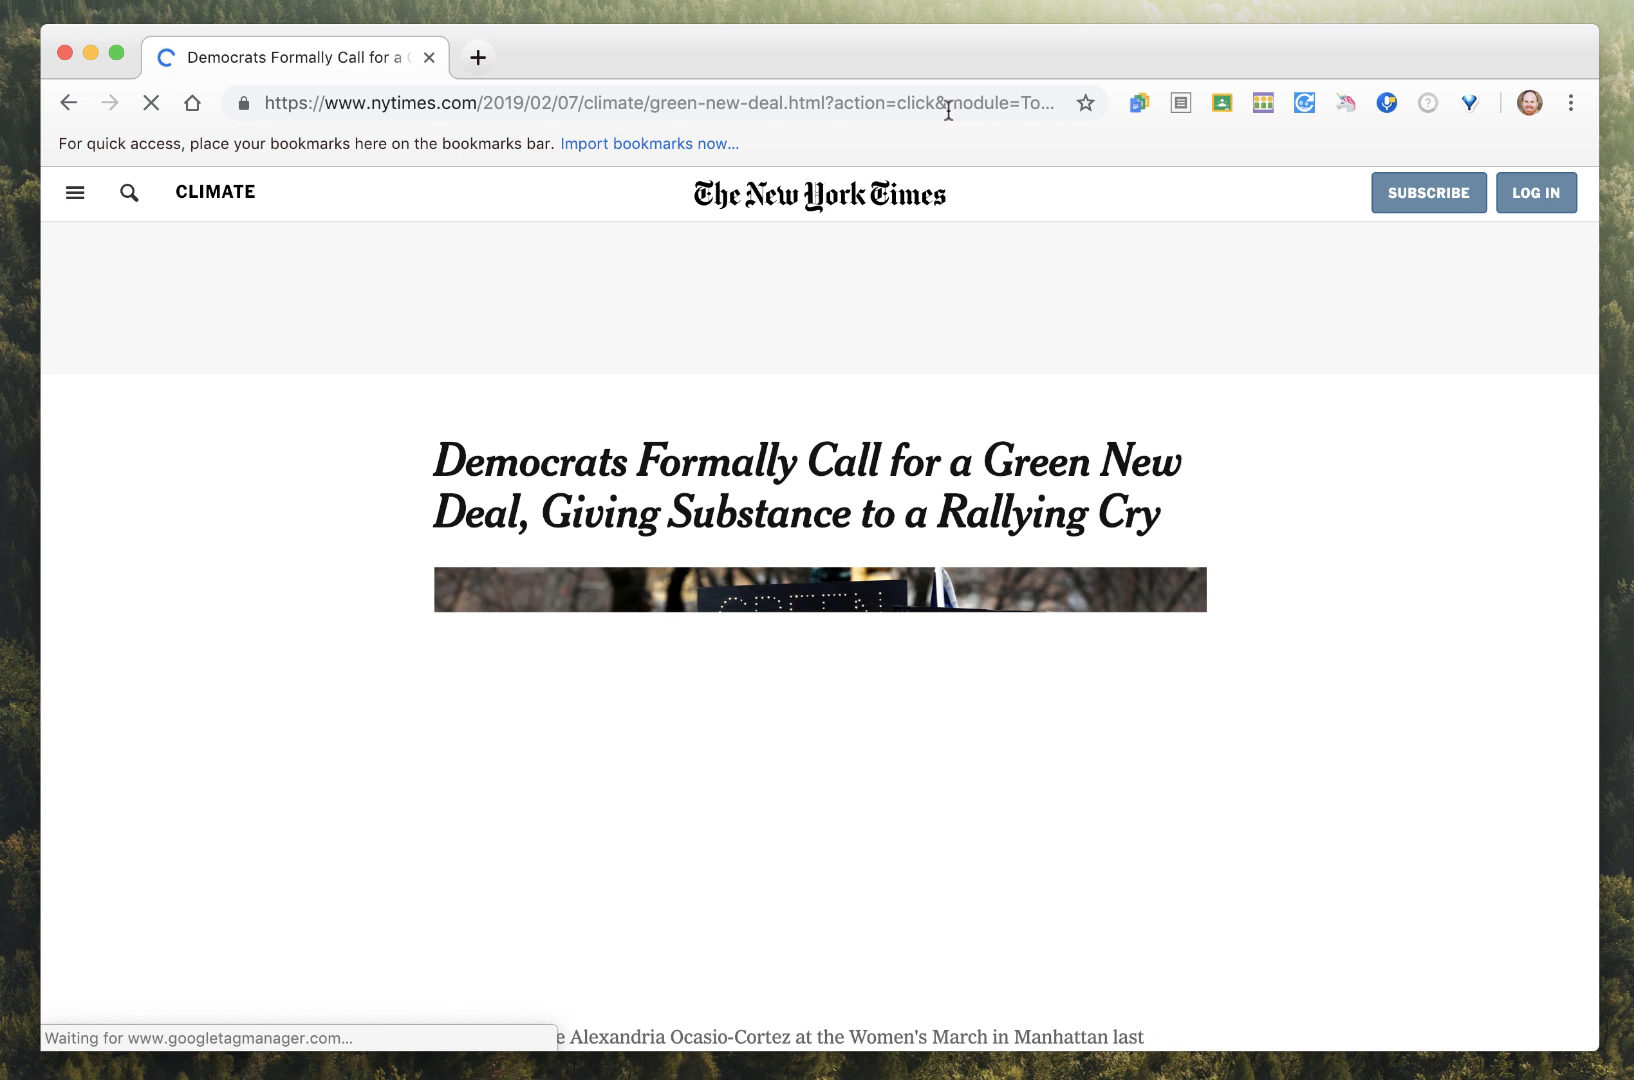 Democrats Formally Call for a
https://www.nytimes.com/2019/02/07/climate/green-new-deal.html?action=click&module=To...
For quick access, place your bookmarks here on the bookmarks bar. Import bookmarks now...
CLIMATE
The New York Times
SUBSCRIBE
LOG IN
Democrats Formally Call for a Green New
Deal, Giving Substance to a Rallying Cry
GREEN
Waiting for www.googletagmanager.com...
e Alexandria Ocasio-Cortez at the Women's March in Manhattan last